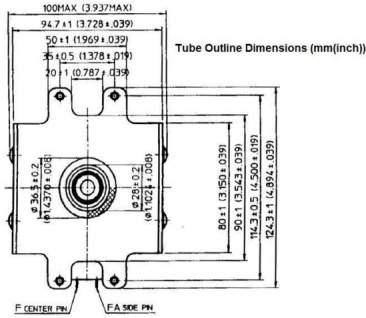 100MAX (3.937MAX)
94.7±1 (3.728±.039)
50±1 (1.969±.039)
35±0.5 (1.378±.019)
20±1 (0.787±.039)
Tube Outline Dimensions (mm(inch))
ø36.5±0.2
(ø1.4370±.008)
ø28±0.2
(ø1.1024±.008)
80±1 (3.150±.039)
90±1 (3.543±.039)
114.3±0.5 (4.500±.019)
124.3±1 (4.894±.039)
F CENTER PIN
FA SIDE PIN